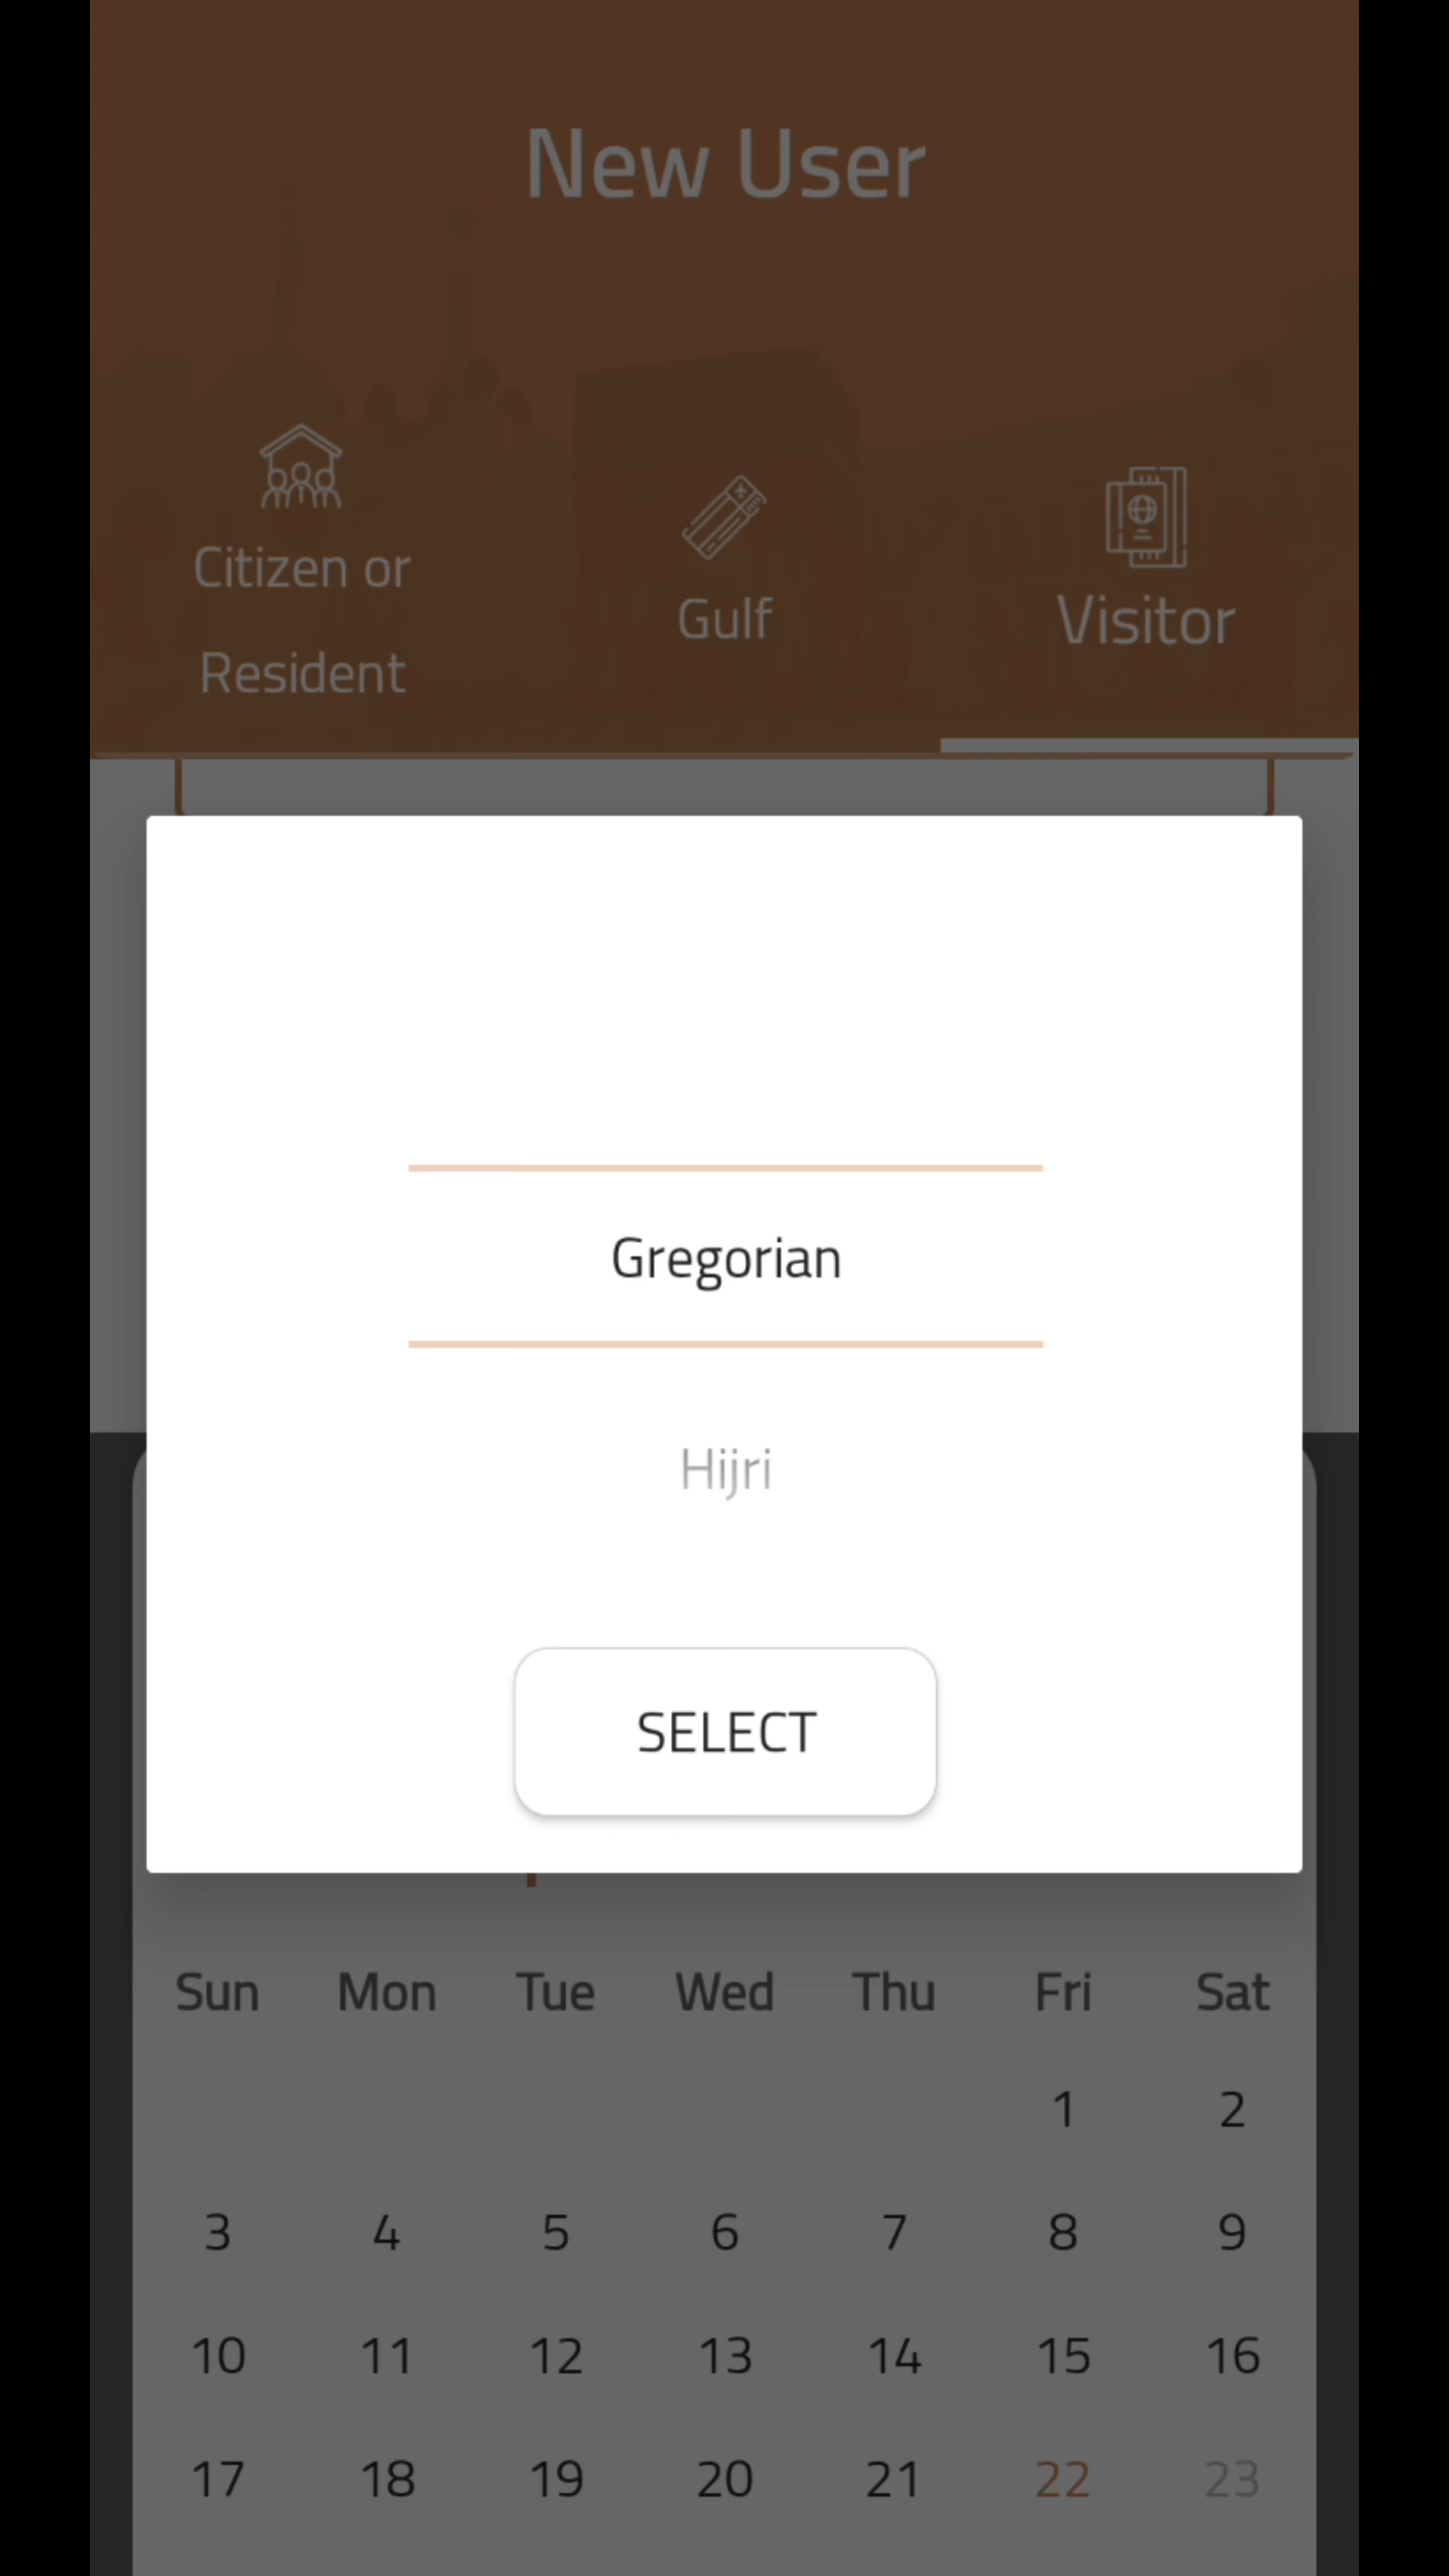 New User
Citizen or
Resident
Gulf
Visitor
Gregorian
Hijri
SELECT
Sun Mon Tue Wed Thu Fri Sat
1 2
3 4 5 6 7 8 9
10 11 12 13 14 15 16
17 18 19 20 21 22 23